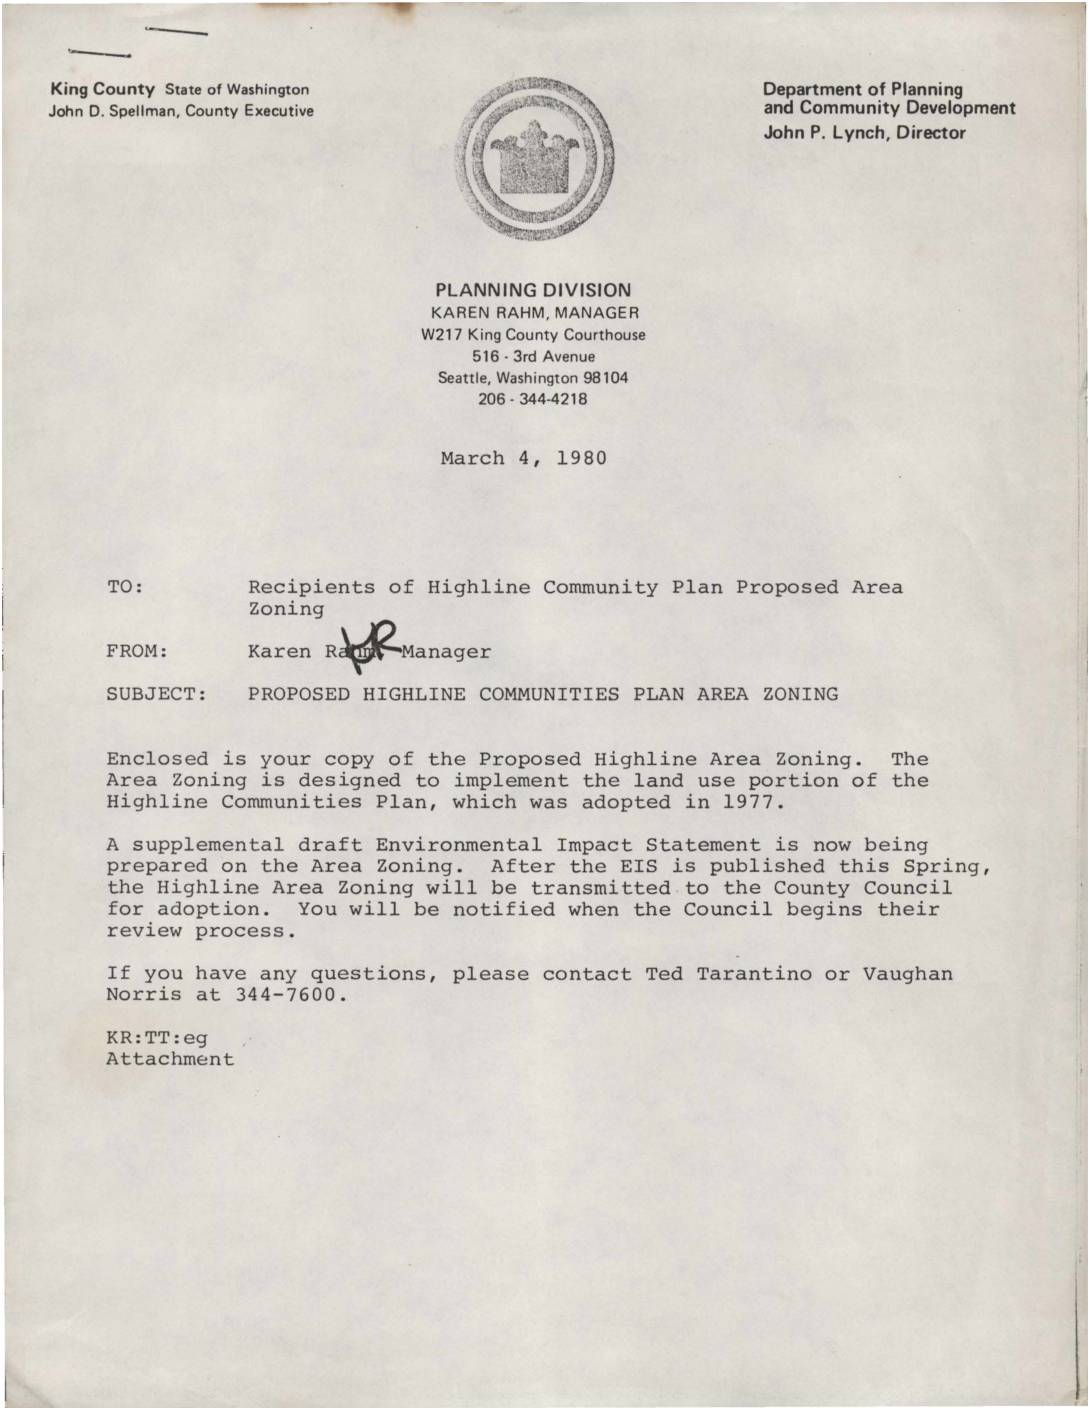 King County State of Washington
John D. Spellman, County Executive
Department of Planning
and Community Development
John P. Lynch, Director
PLANNING DIVISION
KAREN RAHM, MANAGER
W217 King County Courthouse
516 - 3rd Avenue
Seattle, Washington 98104
206 - 344-4218
March 4, 1980
TO: Recipients of Highline Community Plan Proposed Area
Zoning
FROM: Karen Rahm KR Manager
SUBJECT: PROPOSED HIGHLINE COMMUNITIES PLAN AREA ZONING
Enclosed is your copy of the Proposed Highline Area Zoning. The
Area Zoning is designed to implement the land use portion of the
Highline Communities Plan, which was adopted in 1977.
A supplemental draft Environmental Impact Statement is now being
prepared on the Area Zoning. After the EIS is published this Spring,
the Highline Area Zoning will be transmitted to the County Council
for adoption. You will be notified when the Council begins their
review process.
If you have any questions, please contact Ted Tarantino or Vaughan
Norris at 344-7600.
KR:TT:eg
Attachment